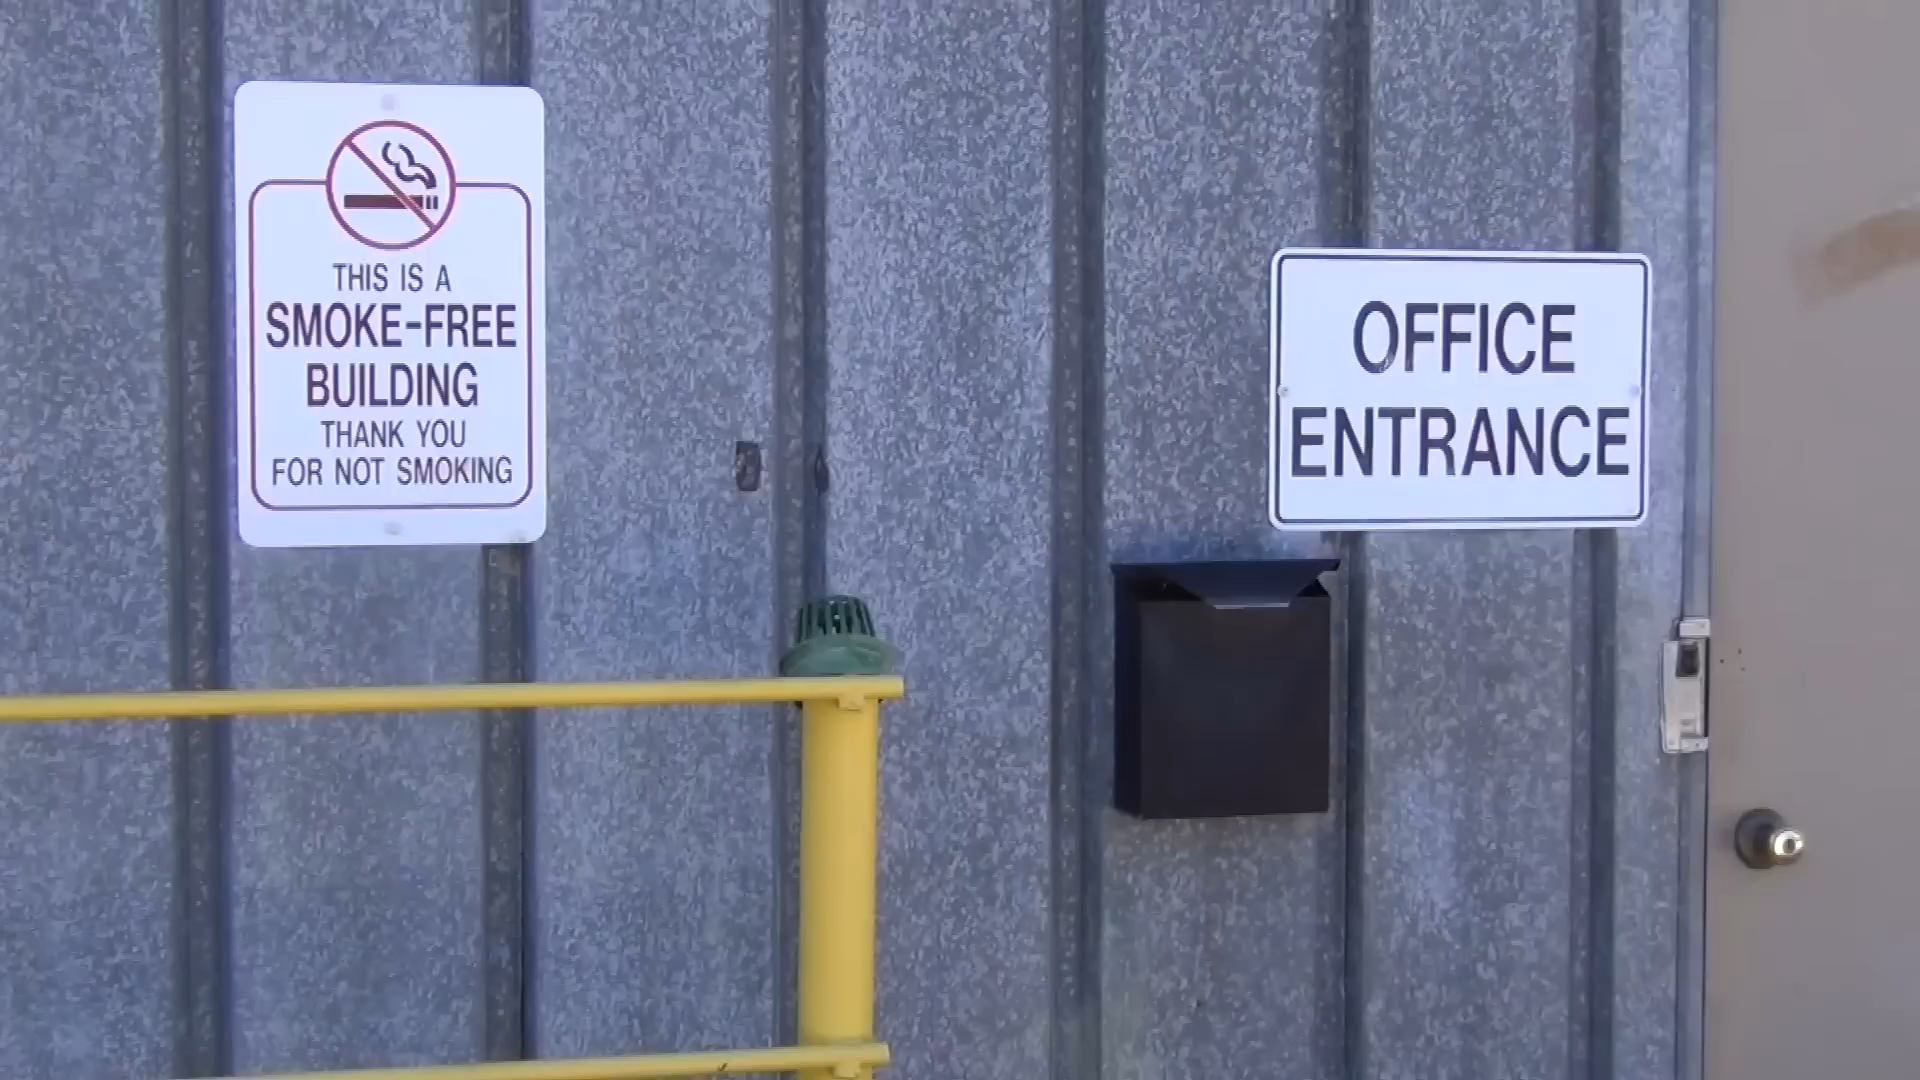 THIS IS A
SMOKE-FREE
BUILDING
THANK YOU
FOR NOT SMOKING
OFFICE
ENTRANCE